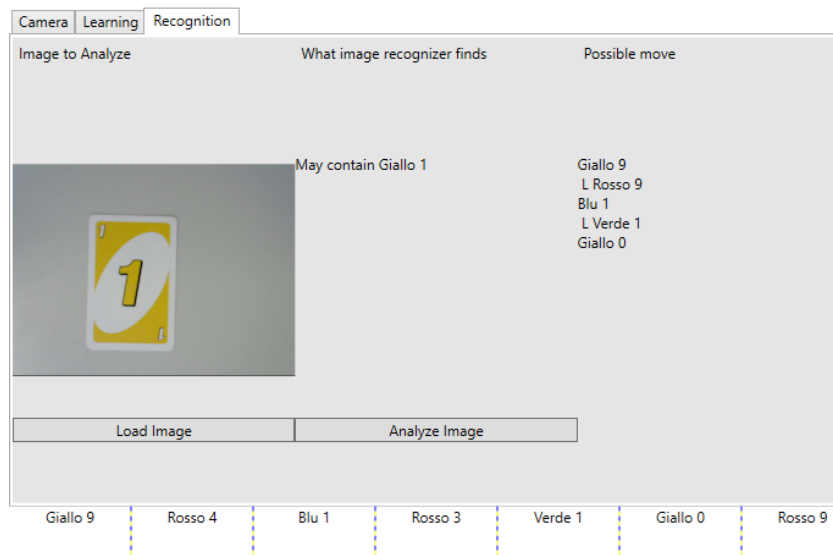 Camera Learning Recognition
Image to Analyze What image recognizer finds Possible move
May contain Giallo 1 Giallo 9
L Rosso 9
Blu 1
L Verde 1
Giallo 0
1
1
1
Load Image Analyze Image
Giallo 9 Rosso 4 Blu 1 Rosso 3 Verde 1 Giallo 0 Rosso 9